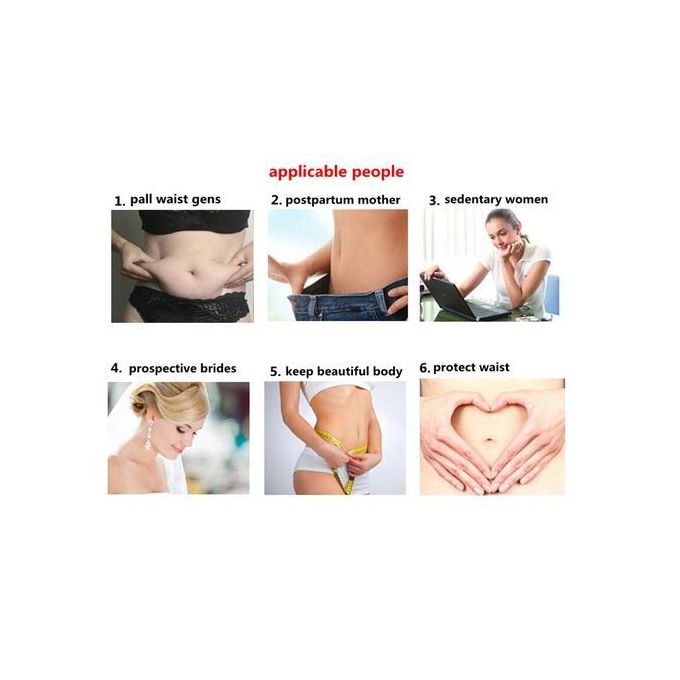 applicable people
1. pall waist gens
2. postpartum mother
3. sedentary women
4. prospective brides
5. keep beautiful body
6. protect waist